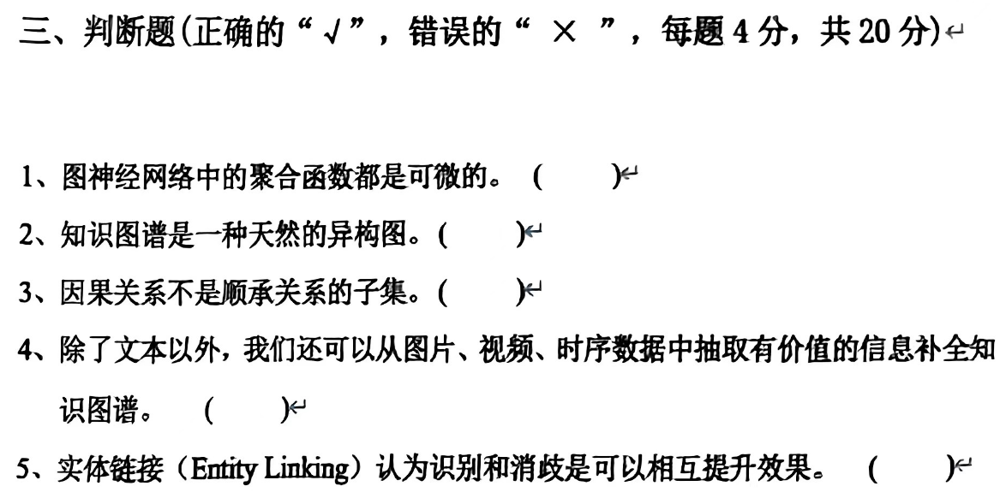 三、判断题(正确的“√”，错误的“ × ”，每题 4 分，共 20 分)↵
1、图神经网络中的聚合函数都是可微的。 (    )↵
2、知识图谱是一种天然的异构图。(    )↵
3、因果关系不是顺承关系的子集。(    )↵
4、除了文本以外，我们还可以从图片、视频、时序数据中抽取有价值的信息补全知
识图谱。 (    )↵
5、实体链接（Entity Linking）认为识别和消歧是可以相互提升效果。 (    )↵